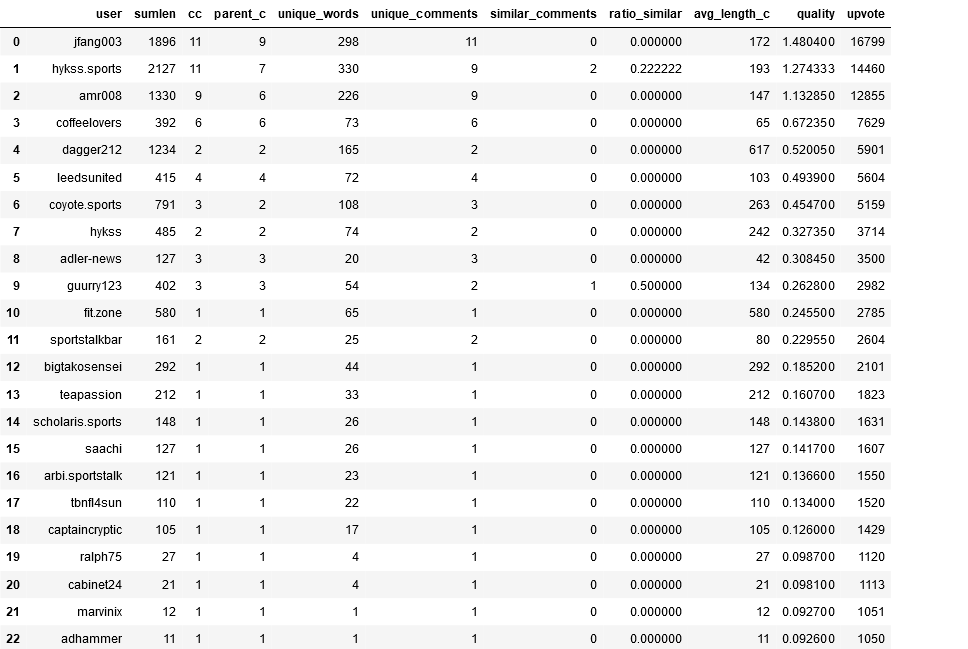 user sumlen cc parent_c unique_words unique_comments similar_comments ratio_similar avg_length_c quality upvote
0 jfang003 1896 11 9 298 11 0 0.000000 172 1.480400 16799
1 hykss.sports 2127 11 7 330 9 2 0.222222 193 1.274333 14460
2 amr008 1330 9 6 226 9 0 0.000000 147 1.132850 12855
3 coffeelovers 392 6 6 73 6 0 0.000000 65 0.672350 7629
4 dagger212 1234 2 2 165 2 0 0.000000 617 0.520050 5901
5 leedsunited 415 4 4 72 4 0 0.000000 103 0.493900 5604
6 coyote.sports 791 3 2 108 3 0 0.000000 263 0.454700 5159
7 hykss 485 2 2 74 2 0 0.000000 242 0.327350 3714
8 adler-news 127 3 3 20 3 0 0.000000 42 0.308450 3500
9 guurry123 402 3 3 54 2 1 0.500000 134 0.262800 2982
10 fit.zone 580 1 1 65 1 0 0.000000 580 0.245500 2785
11 sportstalkbar 161 2 2 25 2 0 0.000000 80 0.229550 2604
12 bigtakosensei 292 1 1 44 1 0 0.000000 292 0.185200 2101
13 teapassion 212 1 1 33 1 0 0.000000 212 0.160700 1823
14 scholaris.sports 148 1 1 26 1 0 0.000000 148 0.143800 1631
15 saachi 127 1 1 26 1 0 0.000000 127 0.141700 1607
16 arbi.sportstalk 121 1 1 23 1 0 0.000000 121 0.136600 1550
17 tbnfl4sun 110 1 1 22 1 0 0.000000 110 0.134000 1520
18 captaincryptic 105 1 1 17 1 0 0.000000 105 0.126000 1429
19 ralph75 27 1 1 4 1 0 0.000000 27 0.098700 1120
20 cabinet24 21 1 1 4 1 0 0.000000 21 0.098100 1113
21 marvinix 12 1 1 1 1 0 0.000000 12 0.092700 1051
22 adhammer 11 1 1 1 1 0 0.000000 11 0.092600 1050